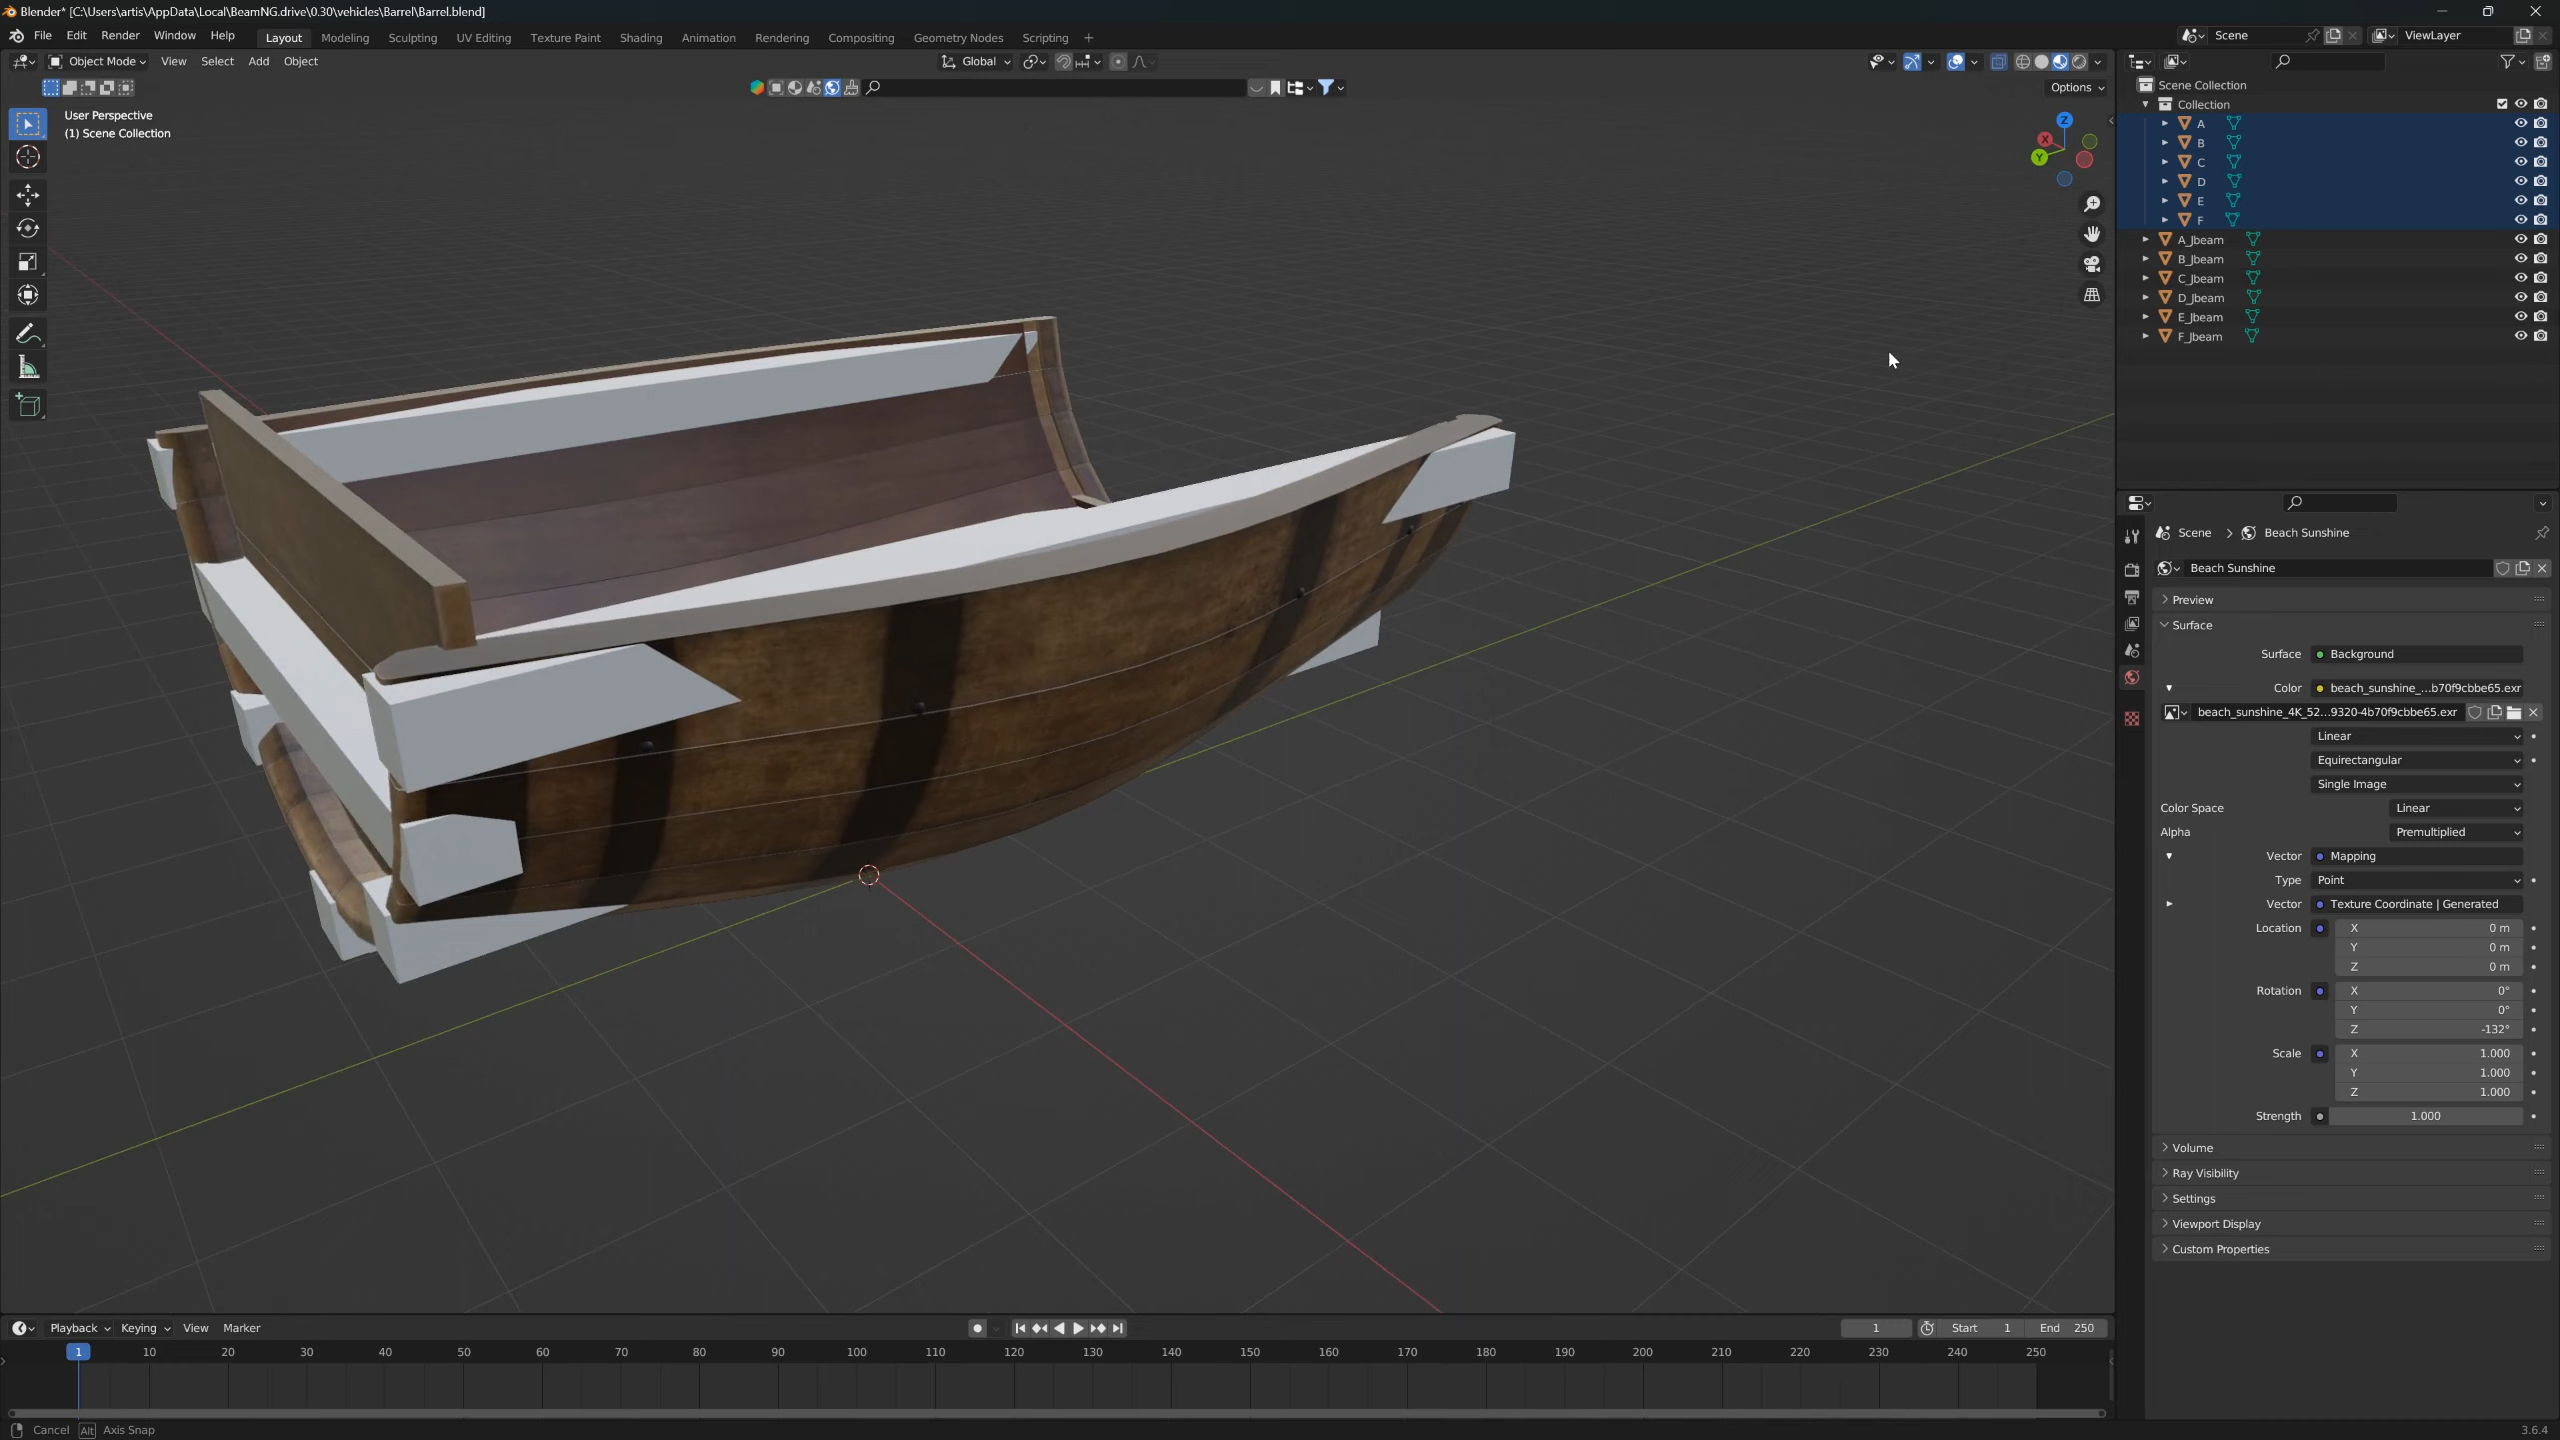 Blender* [C:\Users\artis\AppData\Local\BeamNG.drive\0.30\vehicles\Barrel\Barrel.blend]
File Edit Render Window Help Layout Modeling Sculpting UV Editing Texture Paint Shading Animation Rendering Compositing Geometry Nodes Scripting + Scene ViewLayer
Object Mode View Select Add Object Global
Options
User Perspective
(1) Scene Collection
Z
X
Y
Scene Collection
Collection
A
B
C
D
E
F
A_Jbeam
B_Jbeam
C_Jbeam
D_Jbeam
E_Jbeam
F_Jbeam
Scene > Beach Sunshine
Beach Sunshine
Preview
Surface
Surface Background
Color beach_sunshine_...b70f9cbbe65.exr
beach_sunshine_4K_52...9320-4b70f9cbbe65.exr
Linear
Equirectangular
Single Image
Color Space Linear
Alpha Premultiplied
Vector Mapping
Type Point
Vector Texture Coordinate | Generated
Location X 0 m
Y 0 m
Z 0 m
Rotation X 0°
Y 0°
Z -132°
Scale X 1.000
Y 1.000
Z 1.000
Strength 1.000
Volume
Ray Visibility
Settings
Viewport Display
Custom Properties
Playback Keying View Marker 1 Start 1 End 250
1 10 20 30 40 50 60 70 80 90 100 110 120 130 140 150 160 170 180 190 200 210 220 230 240 250
Cancel Alt Axis Snap 3.6.4